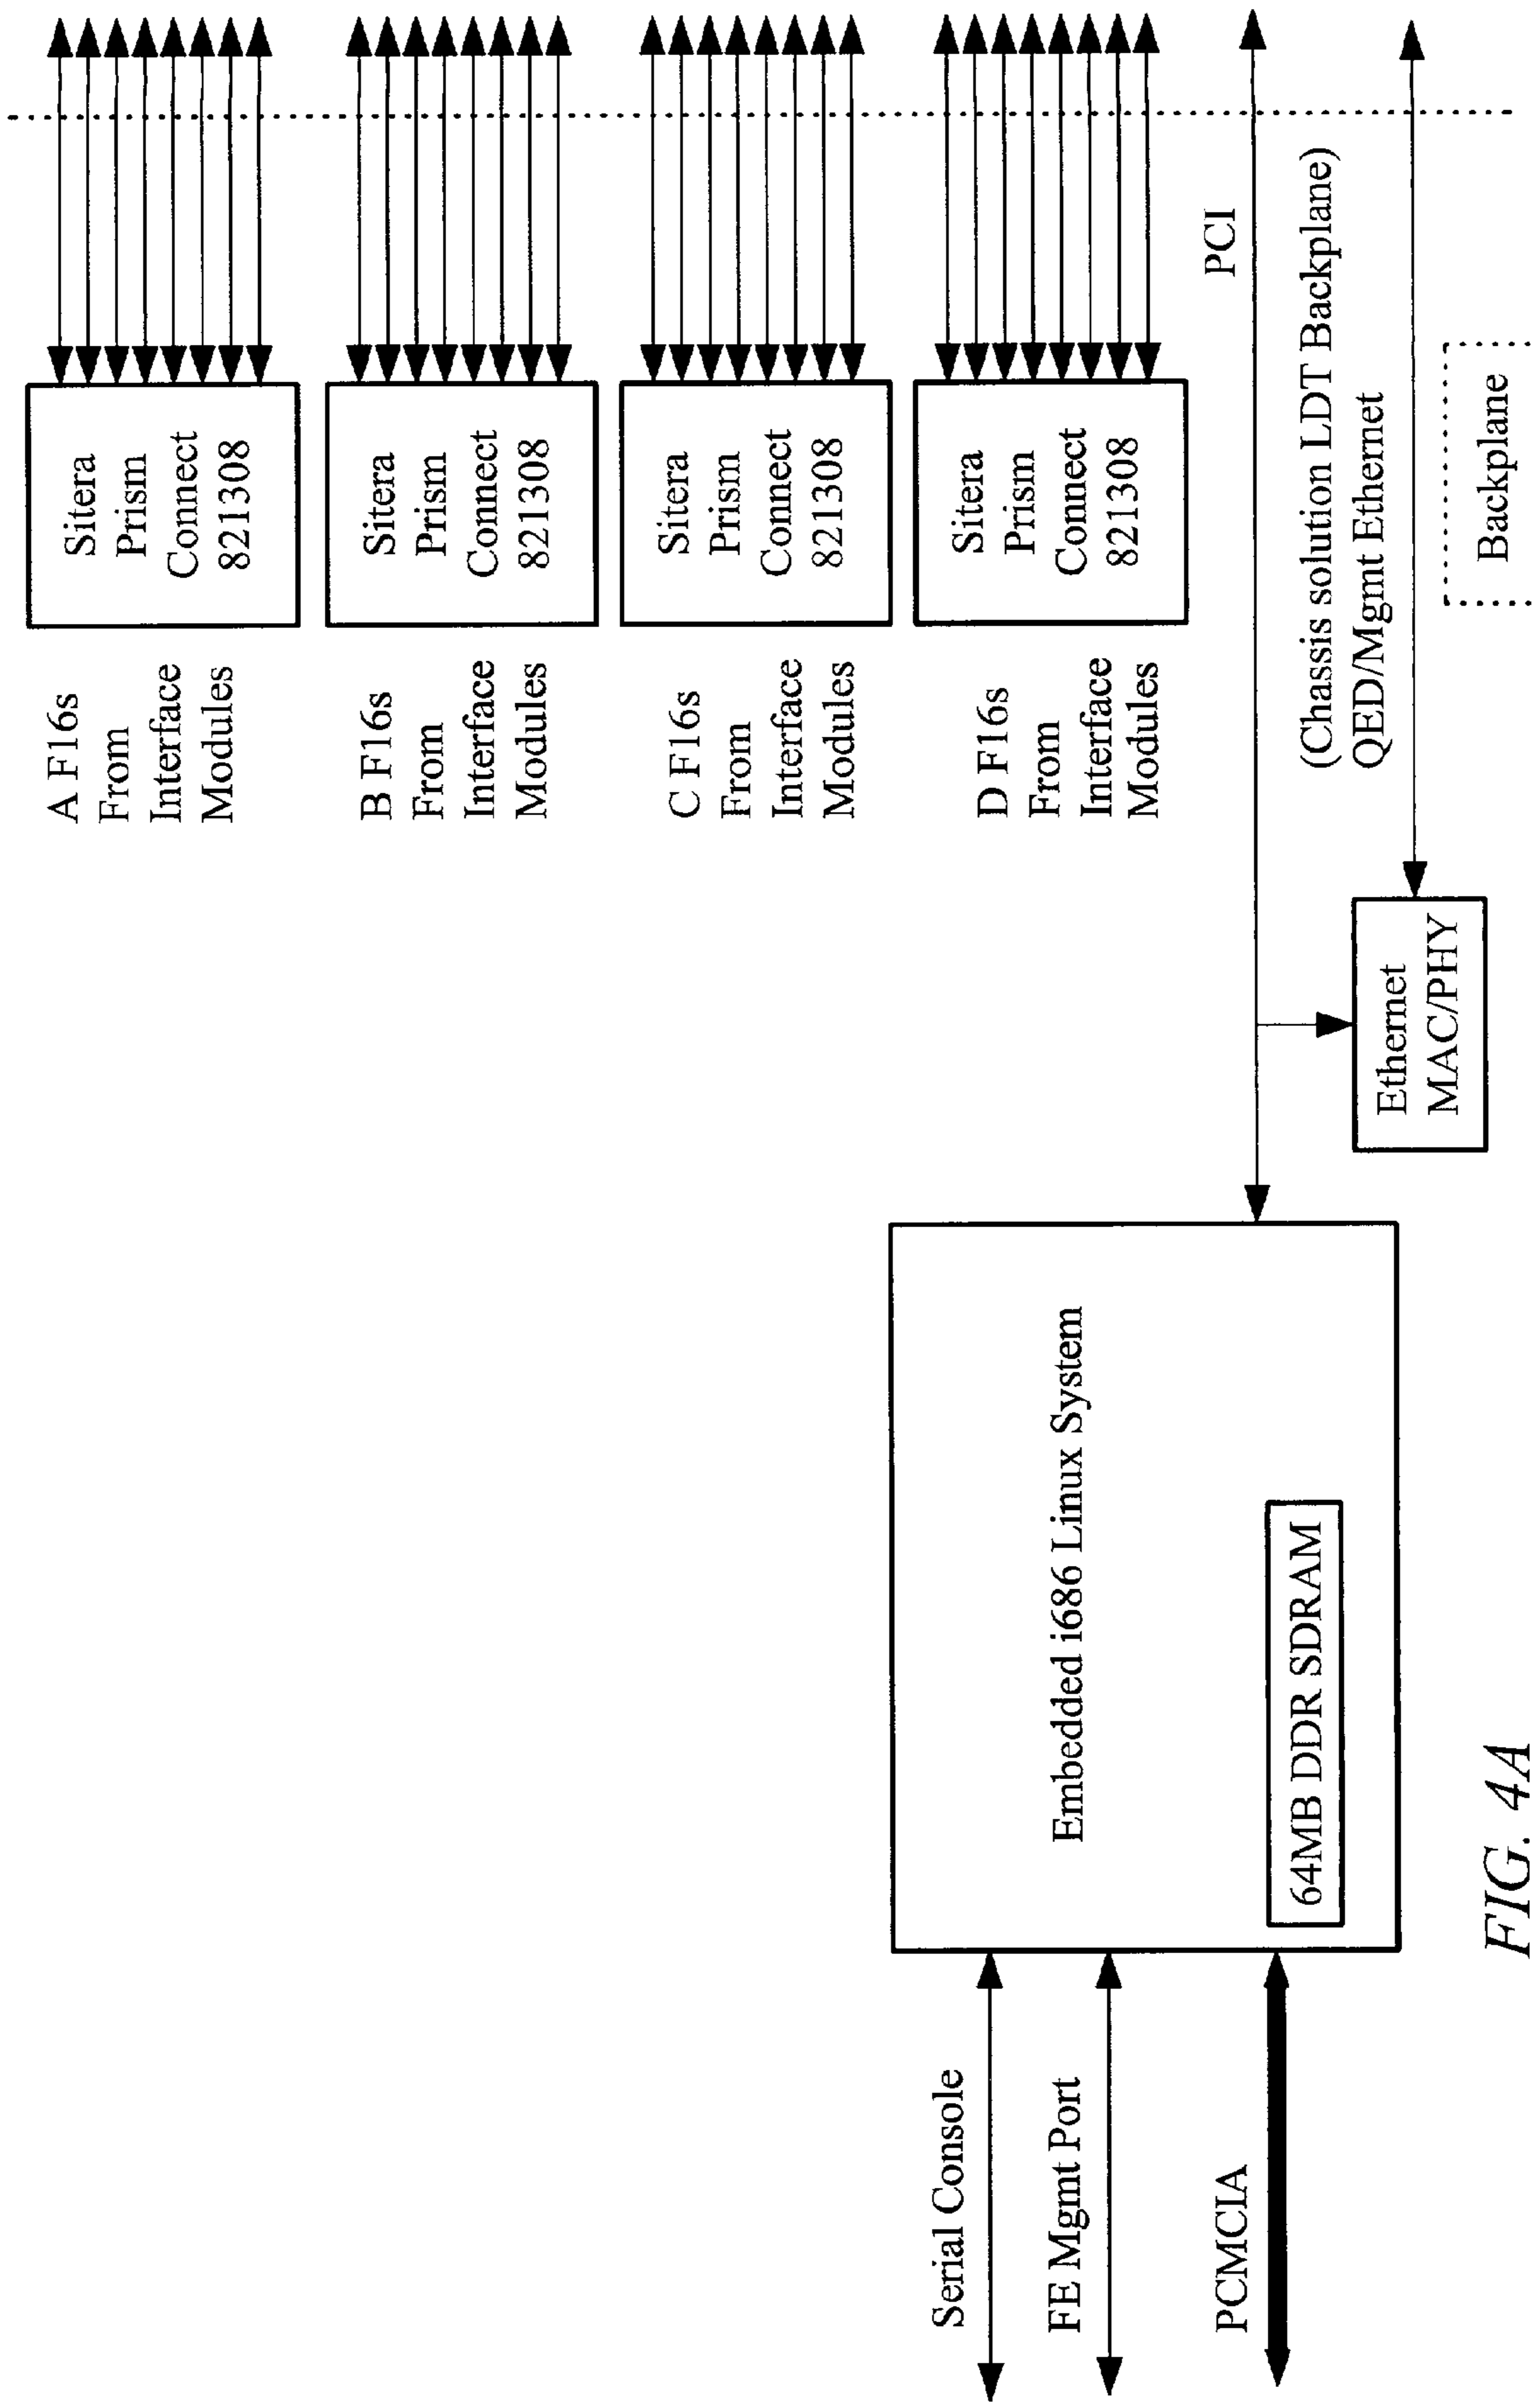 A F16s
From
Interface
Modules
Sitera
Prism
Connect
821308
B F16s
From
Interface
Modules
Sitera
Prism
Connect
821308
C F16s
From
Interface
Modules
Sitera
Prism
Connect
821308
D F16s
From
Interface
Modules
Sitera
Prism
Connect
821308
PCI
(Chassis solution LDT Backplane)
QED/Mgmt Ethernet
Backplane
Ethernet
MAC/PHY
Embedded i686 Linux System
64MB DDR SDRAM
Serial Console
FE Mgmt Port
PCMCIA
FIG. 4A